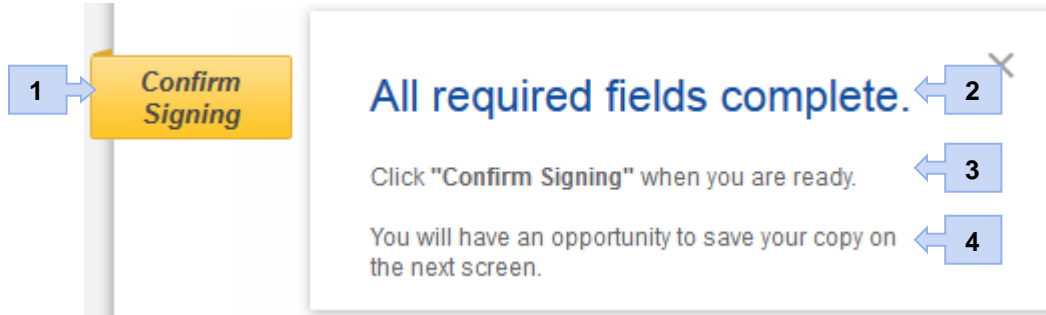 1
Confirm
Signing
All required fields complete.
2
Click "Confirm Signing" when you are ready.
3
You will have an opportunity to save your copy on
the next screen.
4